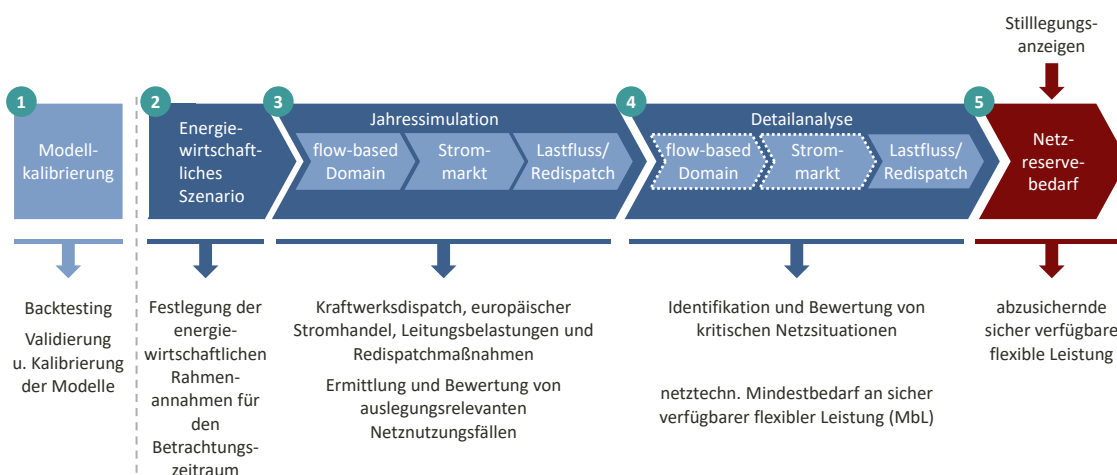 Stilllegungs-
anzeigen
1
2
3
4
5
Modell-
kalibrierung
Energie-
wirtschaft-
liches
Szenario
Jahressimulation
flow-based
Domain
Strom-
markt
Lastfluss/
Redispatch
Detailanalyse
flow-based
Domain
Strom-
markt
Lastfluss/
Redispatch
Netz-
reserve-
bedarf
Backtesting
Validierung
u. Kalibrierung
der Modelle
Festlegung der
energie-
wirtschaftlichen
Rahmen-
annahmen für
den
Betrachtungs-
zeitraum
Kraftwerksdispatch, europäischer
Stromhandel, Leitungsbelastungen und
Redispatchmaßnahmen
Ermittlung und Bewertung von
auslegungsrelevanten
Netznutzungsfällen
Identifikation und Bewertung von
kritischen Netzsituationen
netztechn. Mindestbedarf an sicher
verfügbarer flexibler Leistung (MbL)
abzusichernde
sicher verfügbare
flexible Leistung